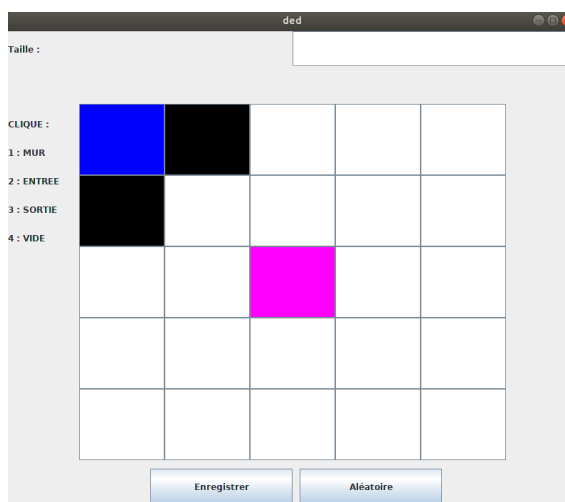 ded
Taille :
CLIQUE :
1 : MUR
2 : ENTREE
3 : SORTIE
4 : VIDE
Enregistrer
Aléatoire